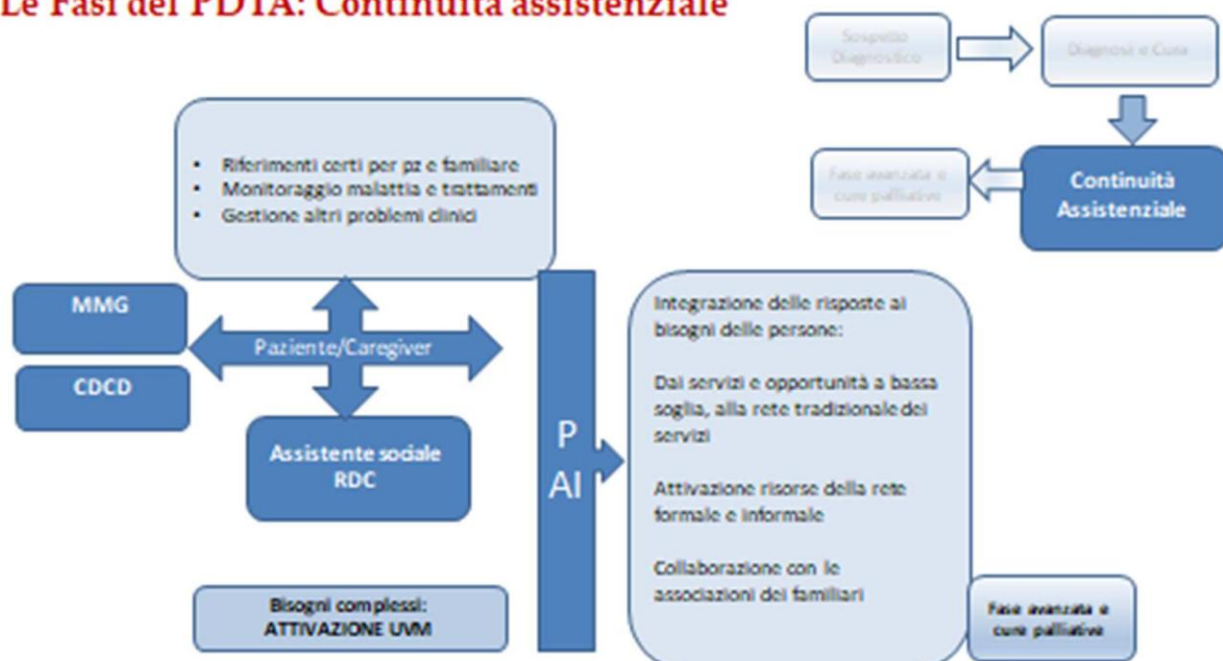 Le Fasi del PDTA: Continuità assistenziale
Sospetto
Diagnostico
Diagnosi e Cura
Continuità
Assistenziale
Fase avanzata e
cure palliative
• Riferimenti certi per pz e familiare
• Monitoraggio malattia e trattamenti
• Gestione altri problemi clinici
MMG
CDCD
Paziente/Caregiver
Assistente sociale
RDC
Bisogni complessi:
ATTIVAZIONE UVM
P
AI
Integrazione delle risposte ai
bisogni delle persone:
Dai servizi e opportunità a bassa
soglia, alla rete tradizionale dei
servizi
Attivazione risorse della rete
formale e informale
Collaborazione con le
associazioni dei familiari
Fase avanzata e
cure palliative